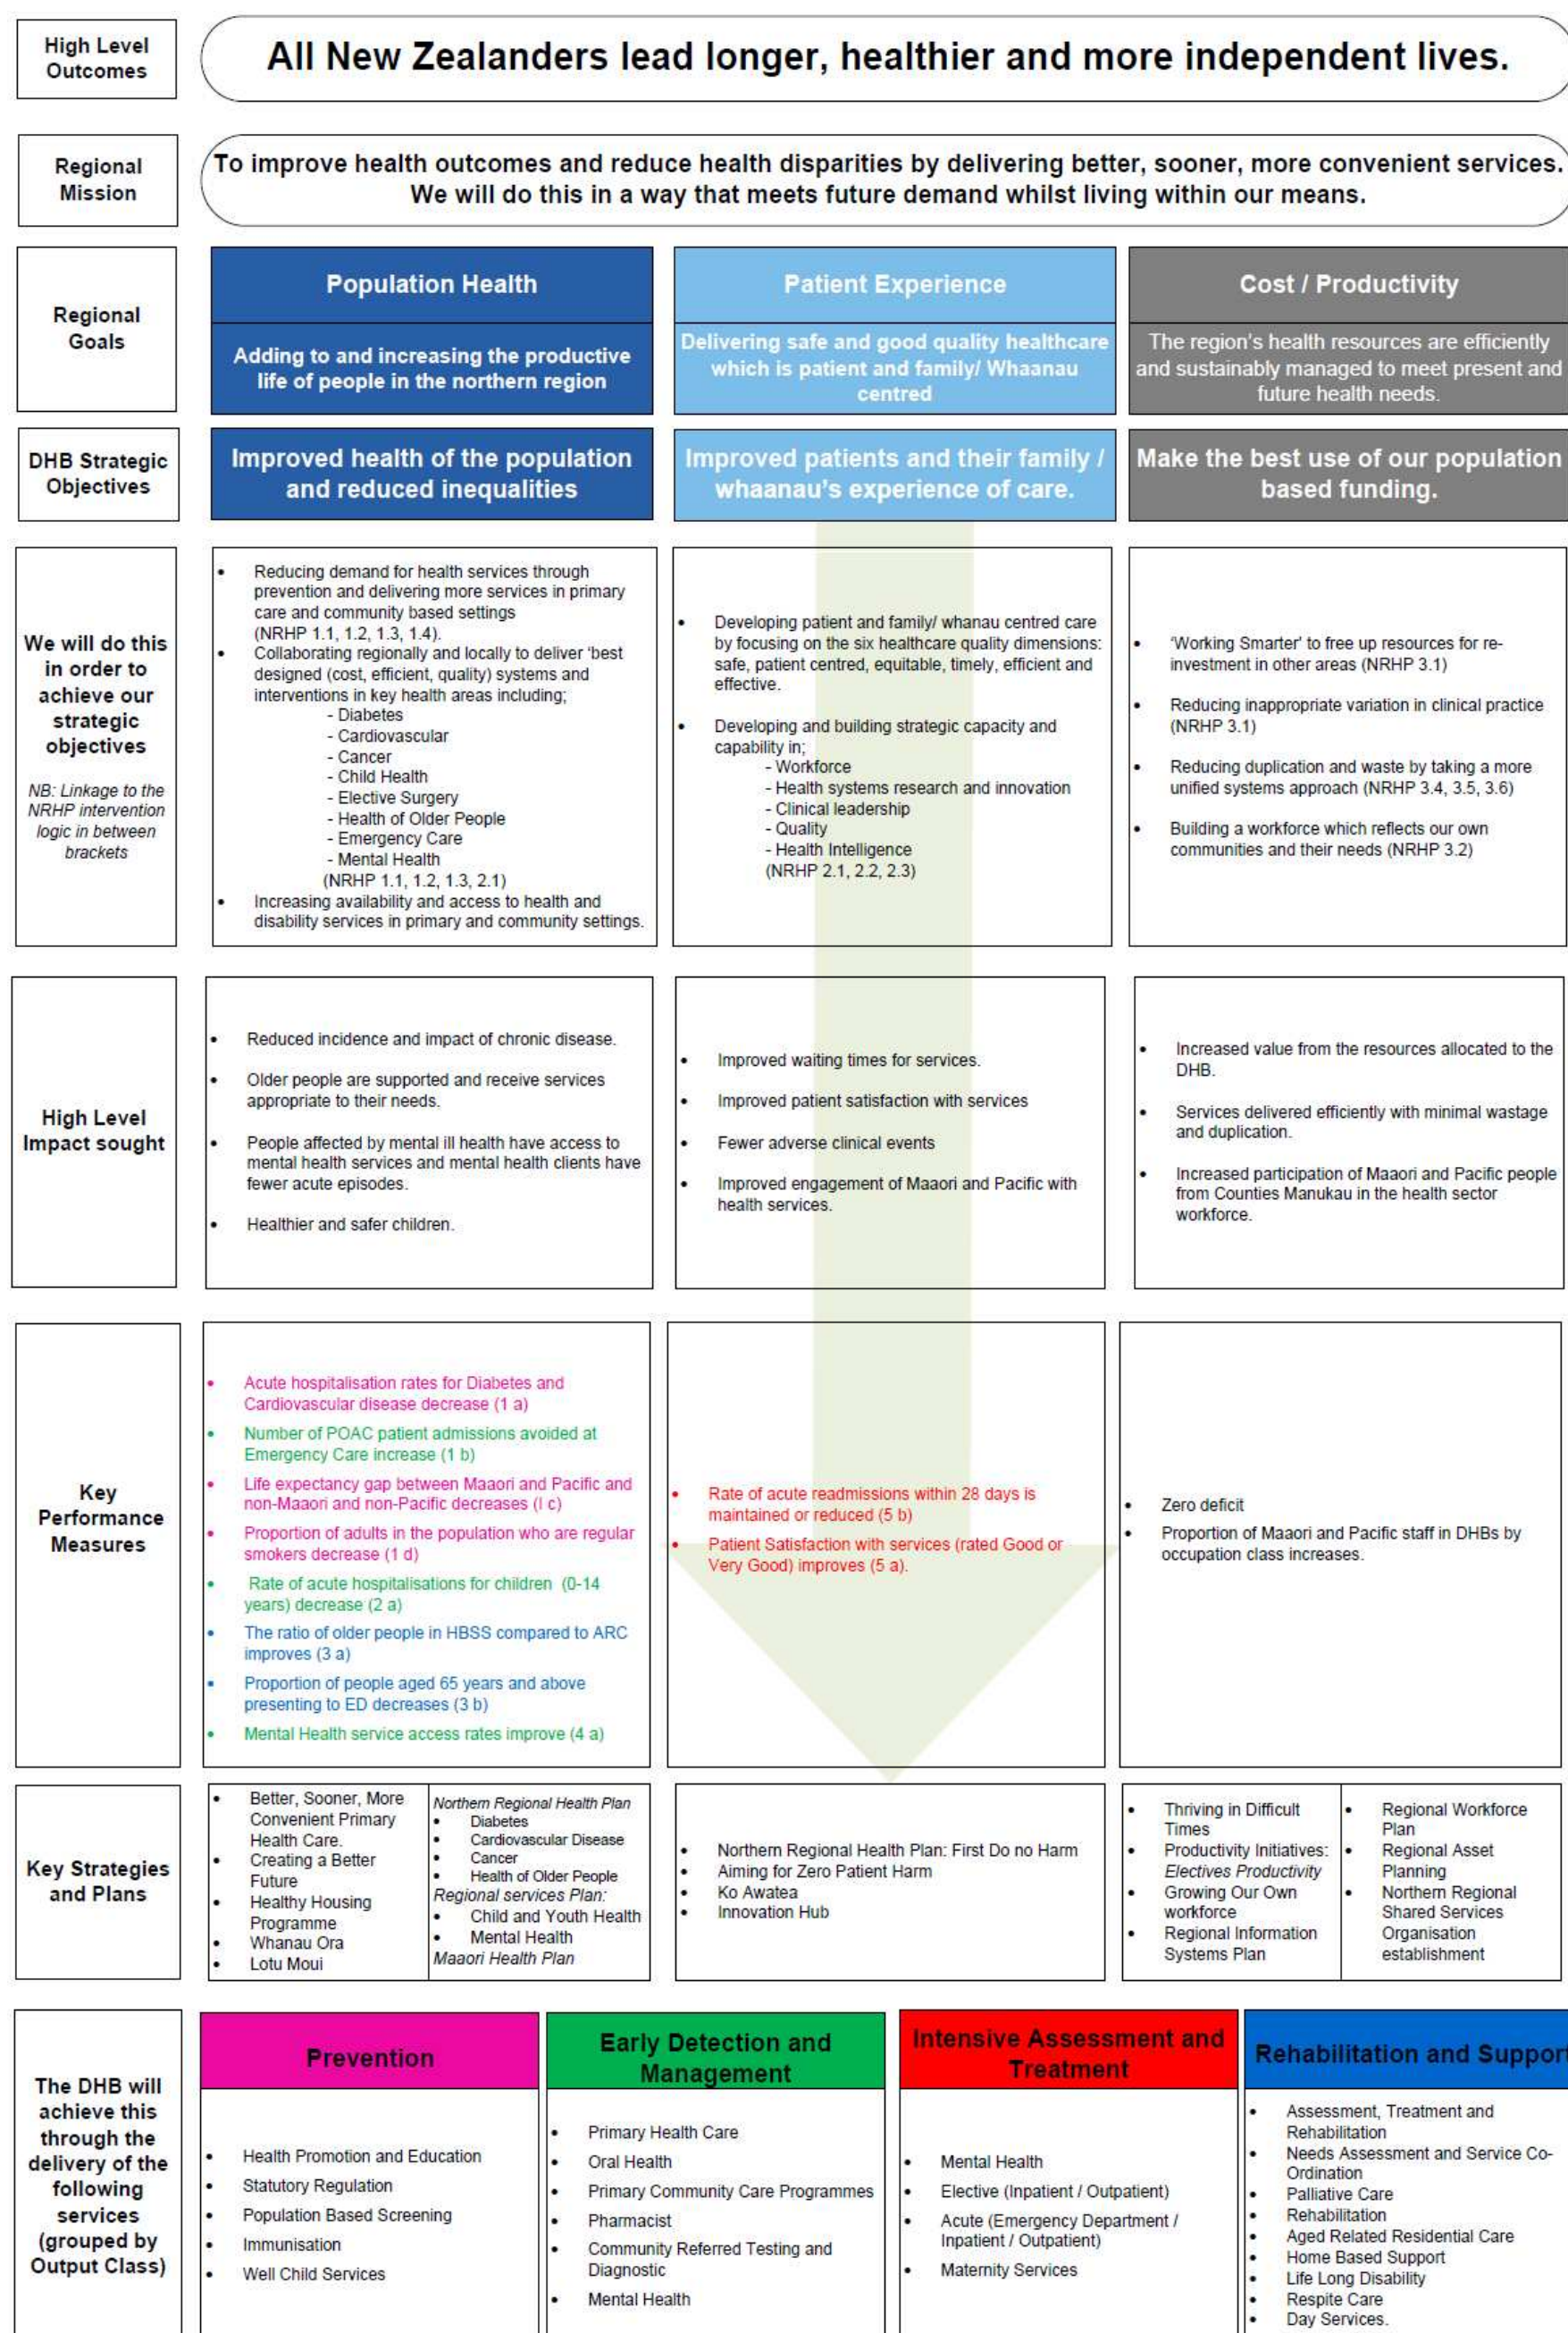 High Level
Outcomes
All New Zealanders lead longer, healthier and more independent lives.
Regional
Mission
To improve health outcomes and reduce health disparities by delivering better, sooner, more convenient services.
We will do this in a way that meets future demand whilst living within our means.
Regional
Goals
Population Health
Adding to and increasing the productive
life of people in the northern region
Patient Experience
Delivering safe and good quality healthcare
which is patient and family/ Whaanau
centred
Cost / Productivity
The region's health resources are efficiently
and sustainably managed to meet present and
future health needs.
DHB Strategic
Objectives
Improved health of the population
and reduced inequalities
Improved patients and their family /
whaanau's experience of care.
Make the best use of our population
based funding.
We will do this
in order to
achieve our
strategic
objectives
NB: Linkage to the
NRHP intervention
logic in between
brackets
• Reducing demand for health services through
prevention and delivering more services in primary
care and community based settings
(NRHP 1.1, 1.2, 1.3, 1.4).
• Collaborating regionally and locally to deliver 'best
designed (cost, efficient, quality) systems and
interventions in key health areas including;
- Diabetes
- Cardiovascular
- Cancer
- Child Health
- Elective Surgery
- Health of Older People
- Emergency Care
- Mental Health
(NRHP 1.1, 1.2, 1.3, 2.1)
• Increasing availability and access to health and
disability services in primary and community settings.
• Developing patient and family/ whanau centred care
by focusing on the six healthcare quality dimensions:
safe, patient centred, equitable, timely, efficient and
effective.
• Developing and building strategic capacity and
capability in;
- Workforce
- Health systems research and innovation
- Clinical leadership
- Quality
- Health Intelligence
(NRHP 2.1, 2.2, 2.3)
• 'Working Smarter' to free up resources for re-
investment in other areas (NRHP 3.1)
• Reducing inappropriate variation in clinical practice
(NRHP 3.1)
• Reducing duplication and waste by taking a more
unified systems approach (NRHP 3.4, 3.5, 3.6)
• Building a workforce which reflects our own
communities and their needs (NRHP 3.2)
High Level
Impact sought
• Reduced incidence and impact of chronic disease.
• Older people are supported and receive services
appropriate to their needs.
• People affected by mental ill health have access to
mental health services and mental health clients have
fewer acute episodes.
• Healthier and safer children.
• Improved waiting times for services.
• Improved patient satisfaction with services
• Fewer adverse clinical events
• Improved engagement of Maaori and Pacific with
health services.
• Increased value from the resources allocated to the
DHB.
• Services delivered efficiently with minimal wastage
and duplication.
• Increased participation of Maaori and Pacific people
from Counties Manukau in the health sector
workforce.
Key
Performance
Measures
• Acute hospitalisation rates for Diabetes and
Cardiovascular disease decrease (1 a)
• Number of POAC patient admissions avoided at
Emergency Care increase (1 b)
• Life expectancy gap between Maaori and Pacific and
non-Maaori and non-Pacific decreases (I c)
• Proportion of adults in the population who are regular
smokers decrease (1 d)
• Rate of acute hospitalisations for children (0-14
years) decrease (2 a)
• The ratio of older people in HBSS compared to ARC
improves (3 a)
• Proportion of people aged 65 years and above
presenting to ED decreases (3 b)
• Mental Health service access rates improve (4 a)
• Rate of acute readmissions within 28 days is
maintained or reduced (5 b)
• Patient Satisfaction with services (rated Good or
Very Good) improves (5 a).
• Zero deficit
• Proportion of Maaori and Pacific staff in DHBs by
occupation class increases.
Key Strategies
and Plans
• Better, Sooner, More
Convenient Primary
Health Care.
• Creating a Better
Future
• Healthy Housing
Programme
• Whanau Ora
• Lotu Moui
Northern Regional Health Plan
• Diabetes
• Cardiovascular Disease
• Cancer
• Health of Older People
Regional services Plan:
• Child and Youth Health
• Mental Health
Maaori Health Plan
• Northern Regional Health Plan: First Do no Harm
• Aiming for Zero Patient Harm
• Ko Awatea
• Innovation Hub
• Thriving in Difficult
Times
• Productivity Initiatives:
Electives Productivity
• Growing Our Own
workforce
• Regional Information
Systems Plan
• Regional Workforce
Plan
• Regional Asset
Planning
• Northern Regional
Shared Services
Organisation
establishment
The DHB will
achieve this
through the
delivery of the
following
services
(grouped by
Output Class)
Prevention
• Health Promotion and Education
• Statutory Regulation
• Population Based Screening
• Immunisation
• Well Child Services
Early Detection and
Management
• Primary Health Care
• Oral Health
• Primary Community Care Programmes
• Pharmacist
• Community Referred Testing and
Diagnostic
• Mental Health
Intensive Assessment and
Treatment
• Mental Health
• Elective (Inpatient / Outpatient)
• Acute (Emergency Department /
Inpatient / Outpatient)
• Maternity Services
Rehabilitation and Support
• Assessment, Treatment and
Rehabilitation
• Needs Assessment and Service Co-
Ordination
• Palliative Care
• Rehabilitation
• Aged Related Residential Care
• Home Based Support
• Life Long Disability
• Respite Care
• Day Services.